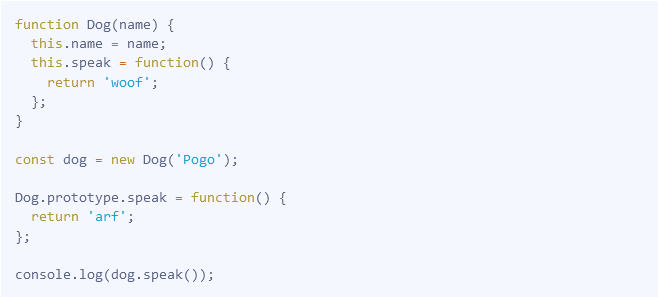 function Dog(name) {
  this.name = name;
  this.speak = function() {
    return 'woof';
  };
}

const dog = new Dog('Pogo');

Dog.prototype.speak = function() {
  return 'arf';
};

console.log(dog.speak());